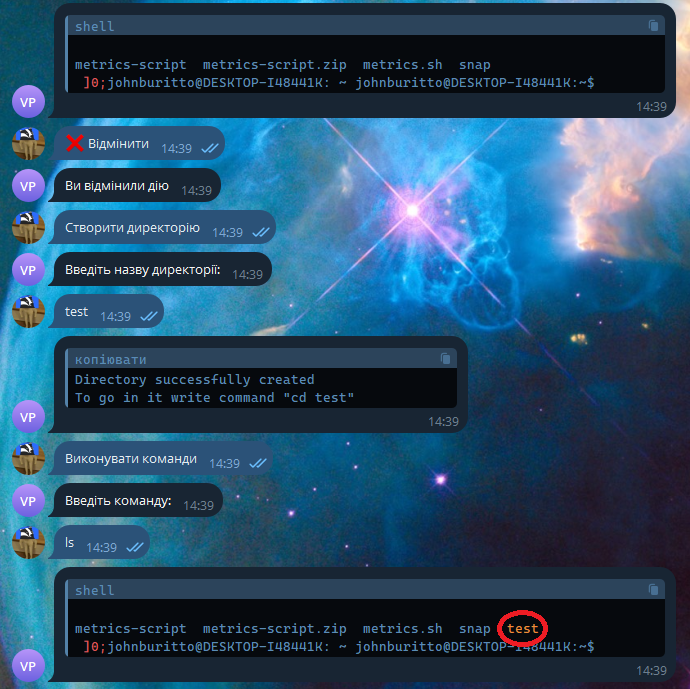 shell
metrics-script metrics-script.zip metrics.sh snap
]0;johnburitto@DESKTOP-I48441K: ~ johnburitto@DESKTOP-I48441K:~$
14:39
VP
❌ Відмінити 14:39
VP
Ви відмінили дію 14:39
Створити директорію 14:39
VP
Введіть назву директорії: 14:39
test 14:39
копіювати
Directory successfully created
To go in it write command "cd test"
14:39
VP
Виконувати команди 14:39
VP
Введіть команду: 14:39
ls 14:39
shell
metrics-script metrics-script.zip metrics.sh snap test
]0;johnburitto@DESKTOP-I48441K: ~ johnburitto@DESKTOP-I48441K:~$
14:39
VP